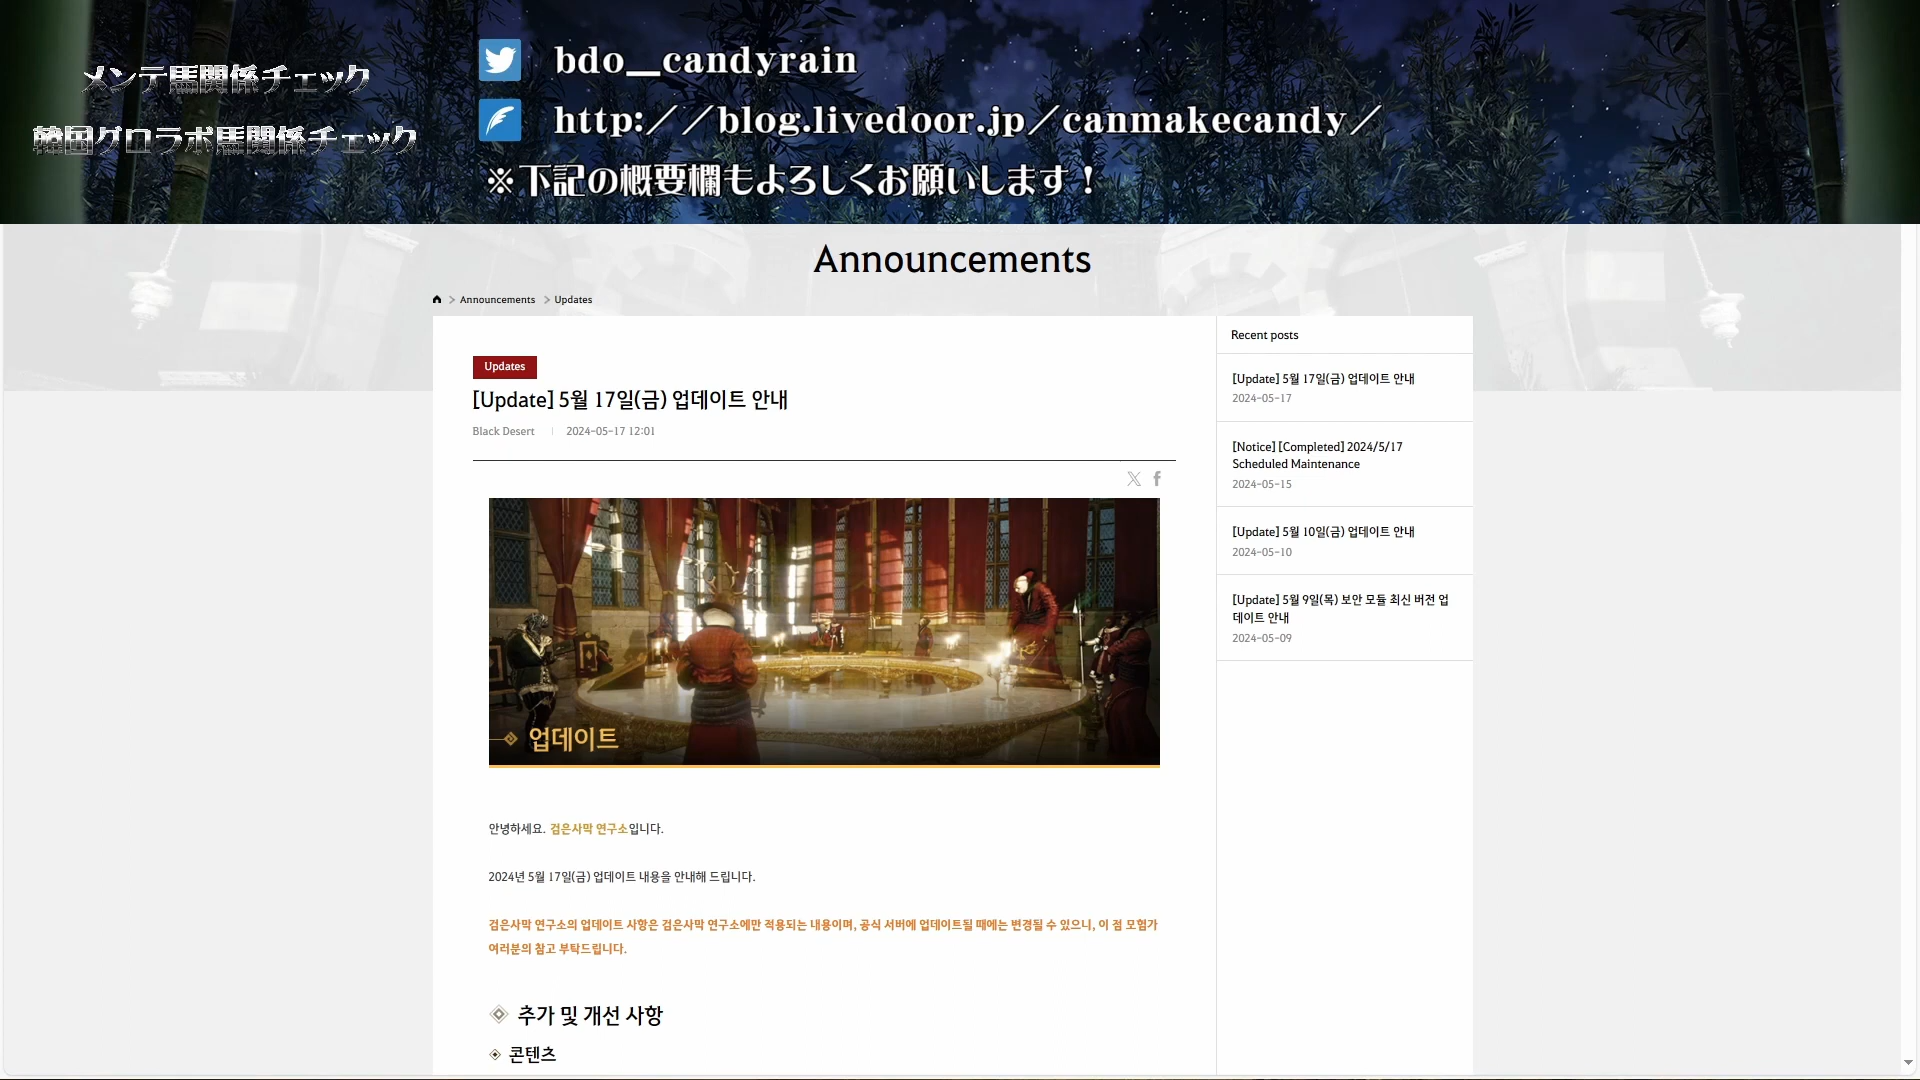 メンテ馬関係チェック
韓国グロラボ馬関係チェック
bdo__candyrain
http://blog.livedoor.jp/canmakecandy/
※下記の概要欄もよろしくお願いします！
Announcements
Announcements
Updates
Updates
[Update] 5월 17일(금) 업데이트 안내
Black Desert
2024-05-17 12:01
업데이트
안녕하세요. 검은사막 연구소입니다.
2024년 5월 17일(금) 업데이트 내용을 안내해 드립니다.
검은사막 연구소의 업데이트 사항은 검은사막 연구소에만 적용되는 내용이며, 공식 서버에 업데이트될 때에는 변경될 수 있으니, 이 점 모험가
여러분의 참고 부탁드립니다.
추가 및 개선 사항
콘텐츠
Recent posts
[Update] 5월 17일(금) 업데이트 안내
2024-05-17
[Notice] [Completed] 2024/5/17
Scheduled Maintenance
2024-05-15
[Update] 5월 10일(금) 업데이트 안내
2024-05-10
[Update] 5월 9일(목) 보안 모듈 최신 버전 업
데이트 안내
2024-05-09